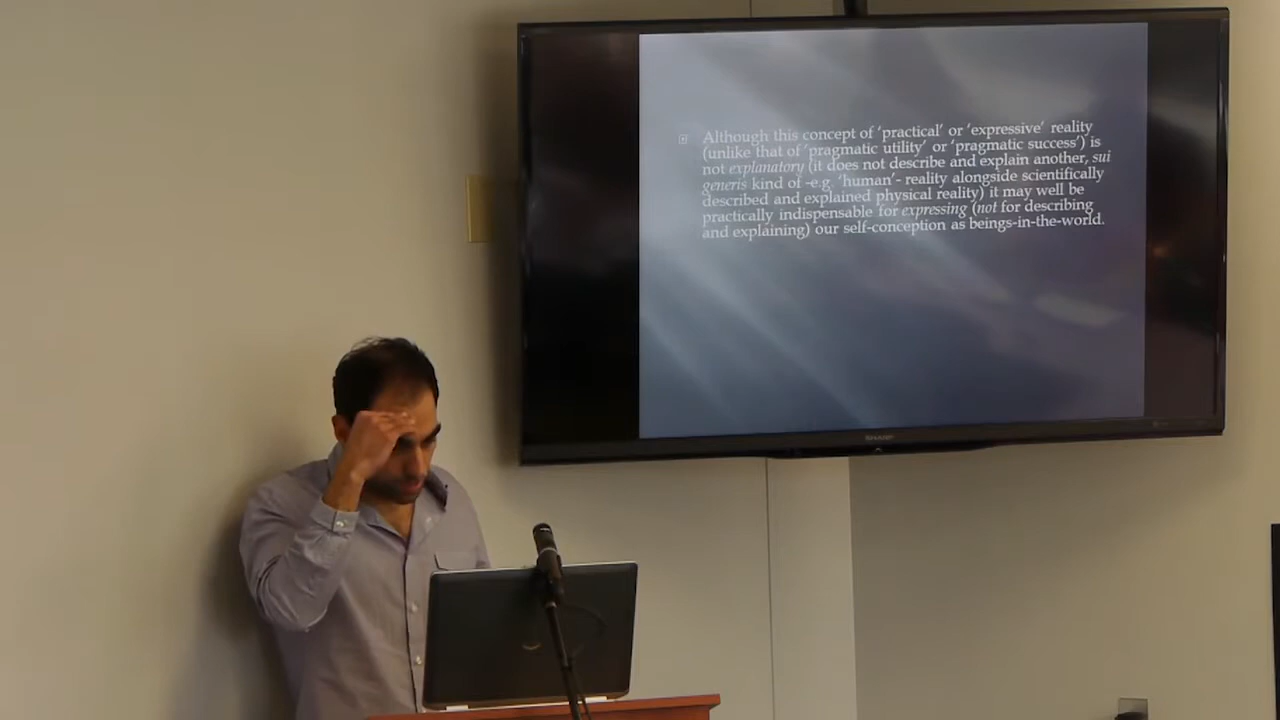 Although this concept of 'practical' or 'expressive' reality
(unlike that of 'pragmatic utility' or 'pragmatic success') is
not explanatory (it does not describe and explain another, sui
generis kind of -e.g. 'human'- reality alongside scientifically
described and explained physical reality) it may well be
practically indispensable for expressing (not for describing
and explaining) our self-conception as beings-in-the-world.
SHARP